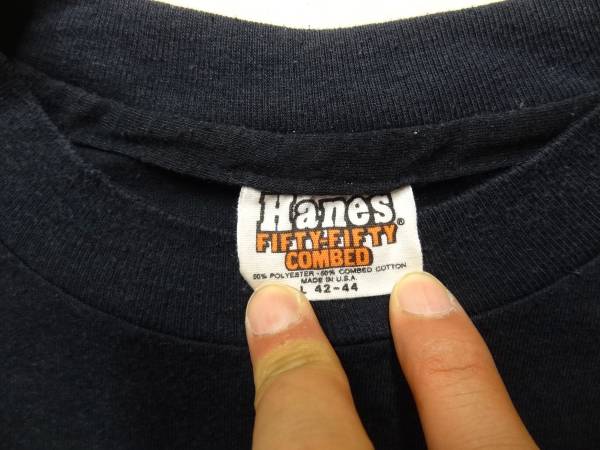 Hanes®
FIFTY-FIFTY
COMBED
50% POLYESTER - 50% COMBED COTTON
MADE IN U.S.A.
L 42-44